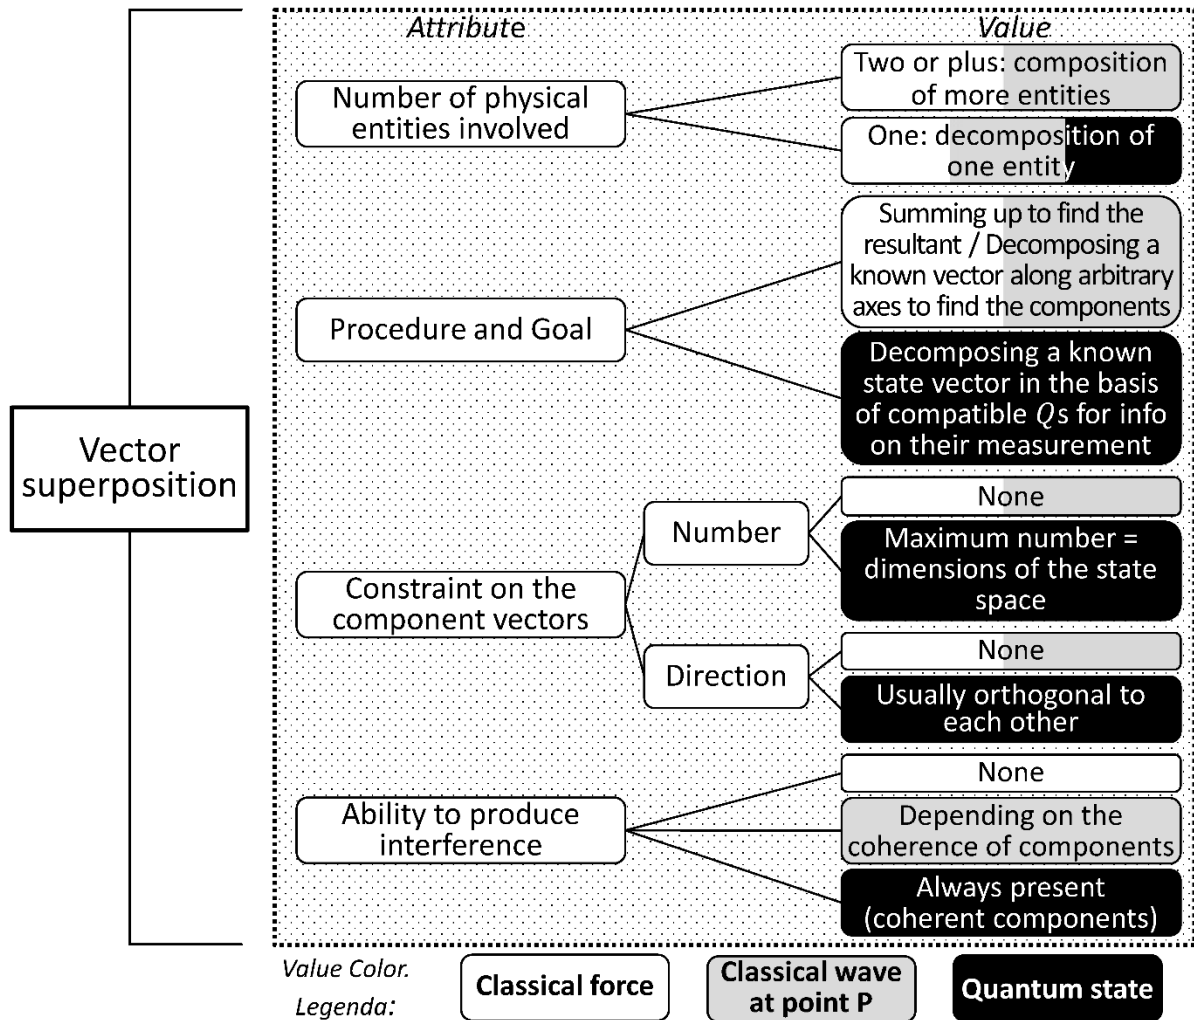 Attribute
Value
Vector
superposition
Number of physical
entities involved
Two or plus: composition
of more entities
One: decomposition of
one entity
Procedure and Goal
Summing up to find the
resultant / Decomposing a
known vector along arbitrary
axes to find the components
Decomposing a known
state vector in the basis
of compatible Qs for info
on their measurement
Constraint on the
component vectors
Number
None
Maximum number =
dimensions of the state
space
Direction
None
Usually orthogonal to
each other
Ability to produce
interference
None
Depending on the
coherence of components
Always present
(coherent components)
Value Color.
Legenda:
Classical force
Classical wave
at point P
Quantum state